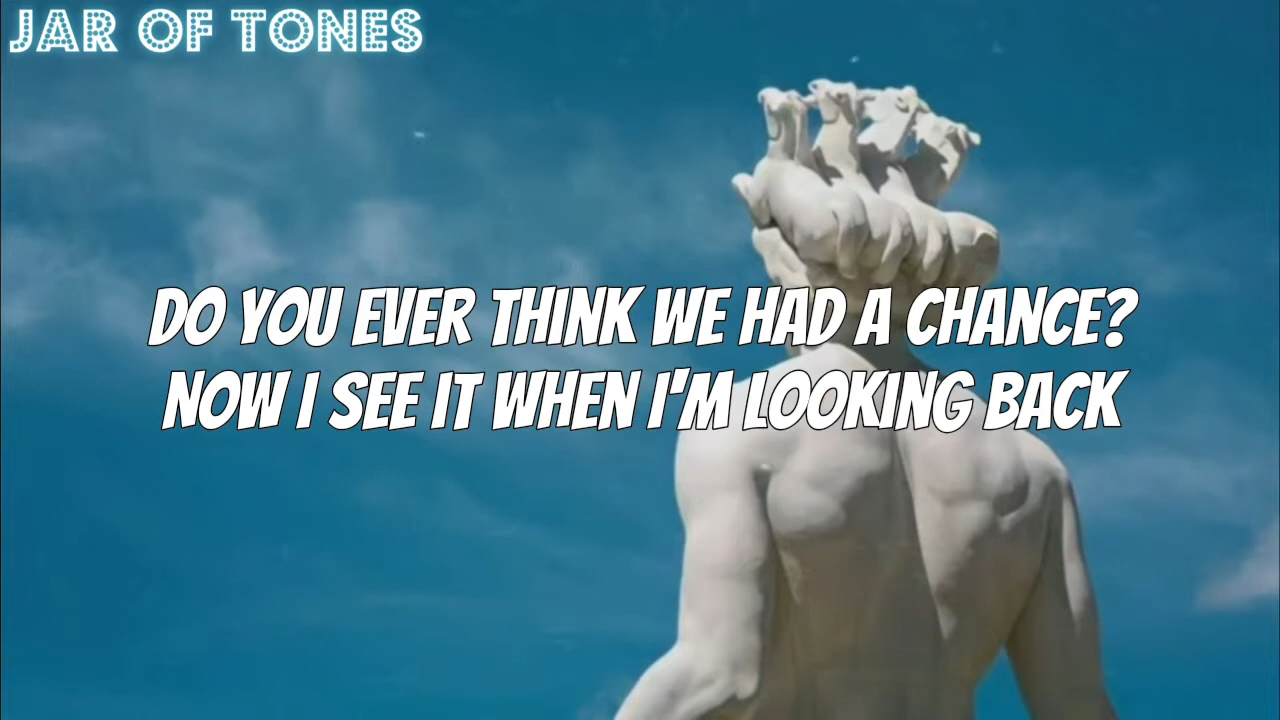 JAR OF TONES
DO YOU EVER THINK WE HAD A CHANCE?
NOW I SEE IT WHEN I'M LOOKING BACK